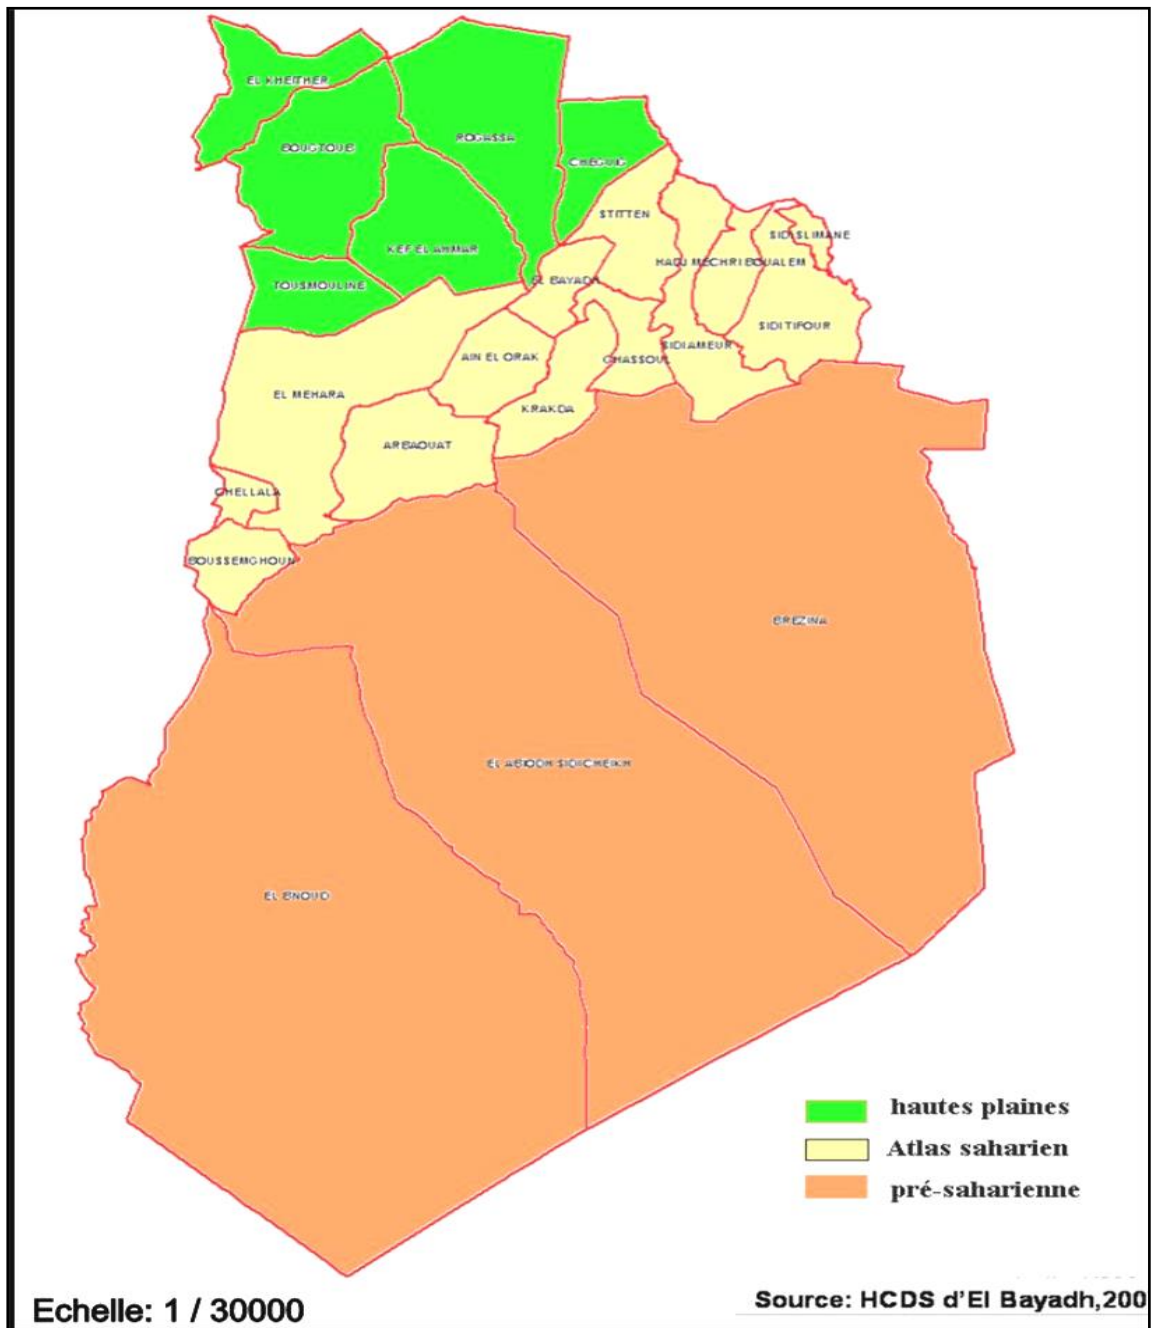 EL KHEITHER
BOUGTOUB
ROGASSA
CHEGUIG
STITTEN
SIDI SLIMANE
KEF EL AHMAR
HADJ MECHRI
BOUALEM
TOUSMOULINE
EL BAYADH
SIDI TIFOUR
AIN EL ORAK
GHASSOUL
SIDI AMEUR
EL MEHARA
KRAKDA
ARBAOUAT
CHELLALA
BOUSSEMGHOUN
BREZINA
EL ABIODH SIDI CHEIKH
EL BNOUD
hautes plaines
Atlas saharien
pré-saharienne
Echelle: 1 / 30000
Source: HCDS d'El Bayadh,200